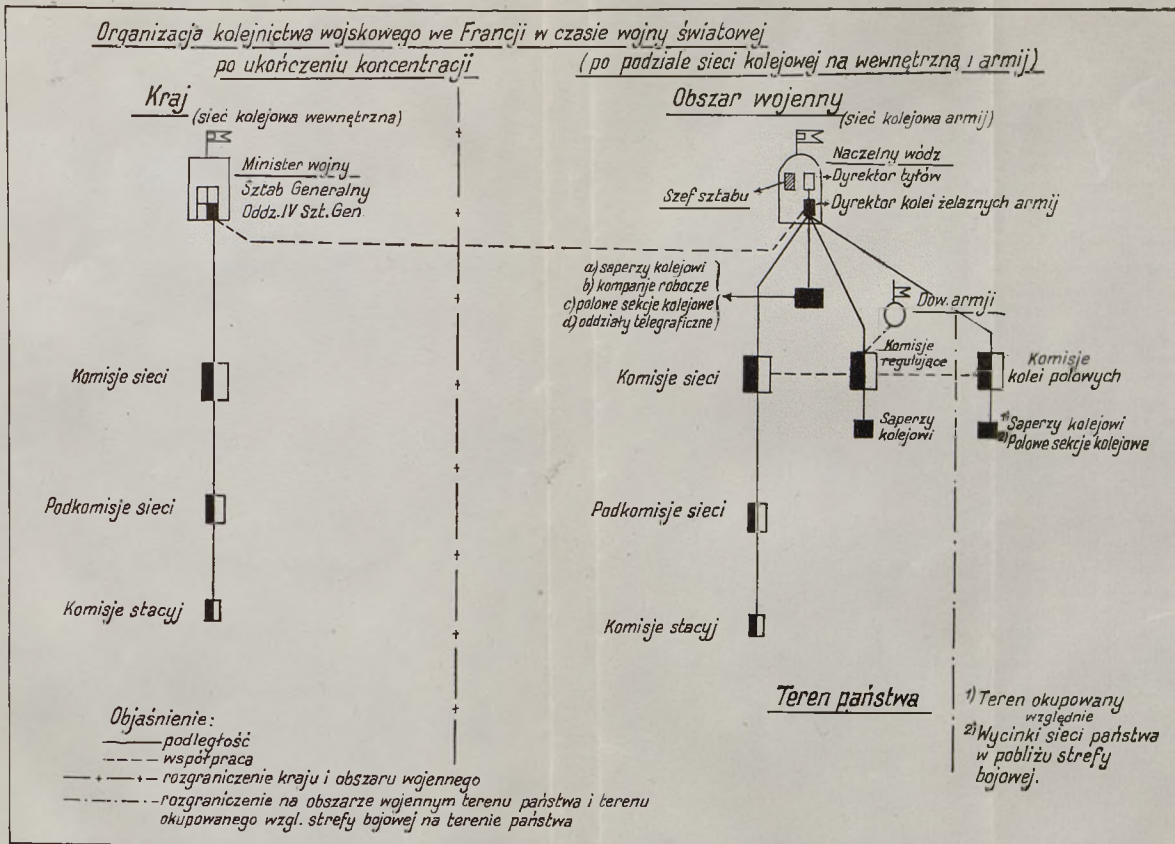 Organizacja kolejnictwa wojskowego we Francji w czasie wojny światowej
po ukończeniu koncentracji (po podziale sieci kolejowej na wewnętrzną i armij)
Kraj
(sieć kolejowa wewnętrzna)
Minister wojny
Sztab Generalny
Oddz. IV Szt. Gen
Komisje sieci
Podkomisje sieci
Komisje stacyj
Obszar wojenny
(sieć kolejowa armij)
Naczelny wódz
Dyrektor tyłów
Szef sztabu
Dyrektor kolei żelaznych armij
a) saperzy kolejowi
b) kompanje robocze
c) polowe sekcje kolejowe
d) oddziały telegraficzne
Dow. armji
Komisje sieci
Komisje
regulujące
Komisje
kolei polowych
Saperzy
kolejowi
1) Saperzy kolejowi
2) Polowe sekcje kolejowe
Podkomisje sieci
Komisje stacyj
Teren państwa
1) Teren okupowany
względnie
2) Wycinki sieci państwa
w pobliżu strefy
bojowej.
Objaśnienie:
podległość
współpraca
rozgraniczenie kraju i obszaru wojennego
rozgraniczenie na obszarze wojennym terenu państwa i terenu
okupowanego wzgl. strefy bojowej na terenie państwa